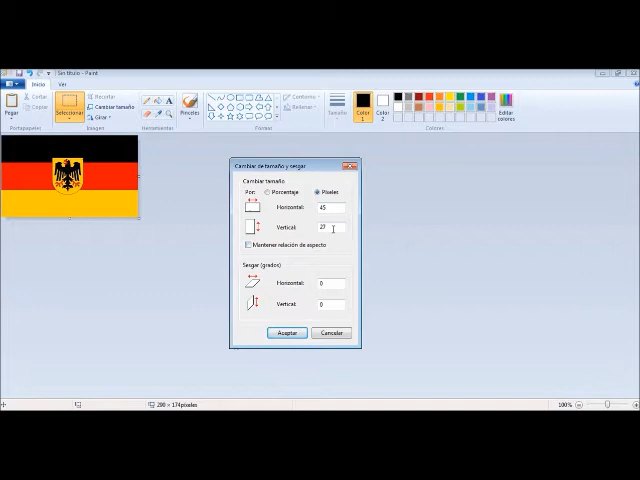 Sin título - Paint
Inicio
Ver
Pegar
Cortar
Copiar
Portapapeles
Seleccionar
Recortar
Cambiar tamaño
Girar
Imagen
Herramientas
Pinceles
Contorno
Rellenar
Formas
Tamaño
Color
1
Color
2
Colores
Editar
colores
Cambiar de tamaño y sesgar
Cambiar tamaño
Por:
Porcentaje
Píxeles
Horizontal:
45
Vertical:
27
Mantener relación de aspecto
Sesgar (grados)
Horizontal:
0
Vertical:
0
Aceptar
Cancelar
290 × 174píxeles
100%